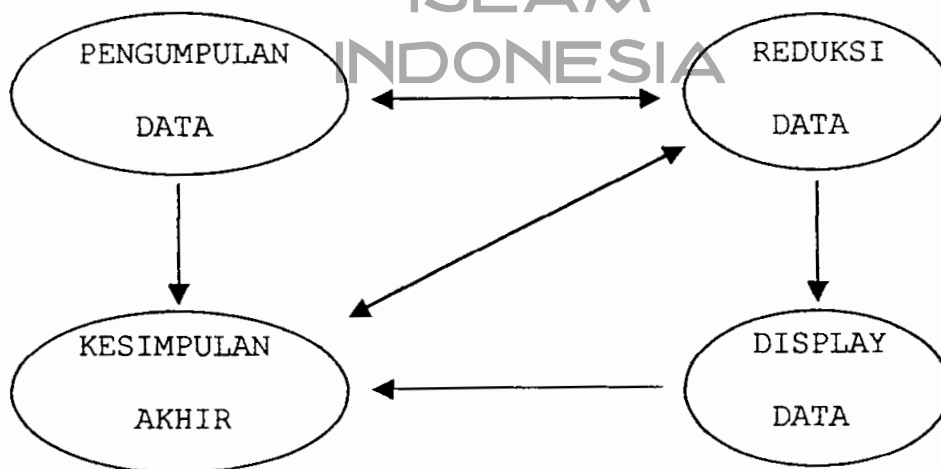 ISLAM
INDONESIA
PENGUMPULAN
DATA
REDUKSI
DATA
KESIMPULAN
AKHIR
DISPLAY
DATA